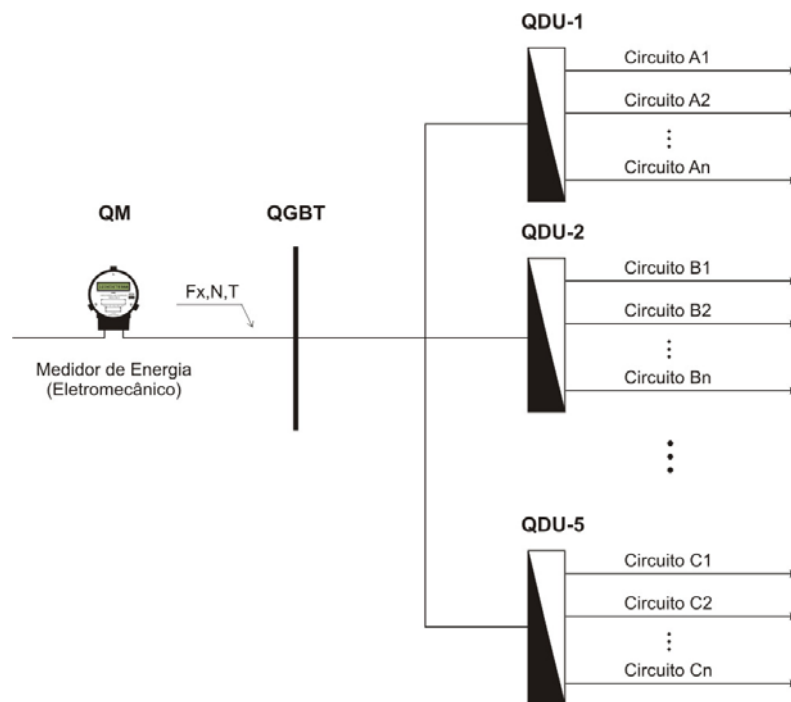 QDU-1
Circuito A1
Circuito A2
Circuito An
QM
QGBT
Fx,N,T
Medidor de Energia
(Eletromecânico)
QDU-2
Circuito B1
Circuito B2
Circuito Bn
QDU-5
Circuito C1
Circuito C2
Circuito Cn